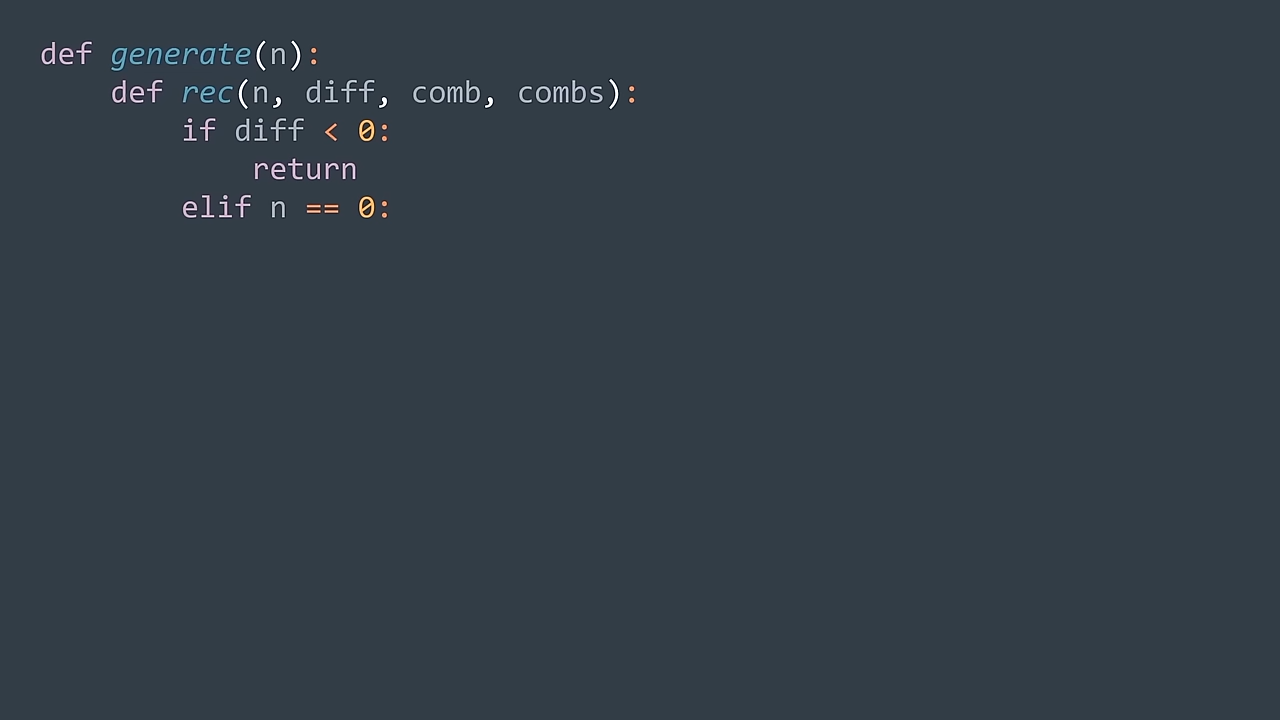 def generate(n):
    def rec(n, diff, comb, combs):
        if diff < 0:
            return
        elif n == 0: